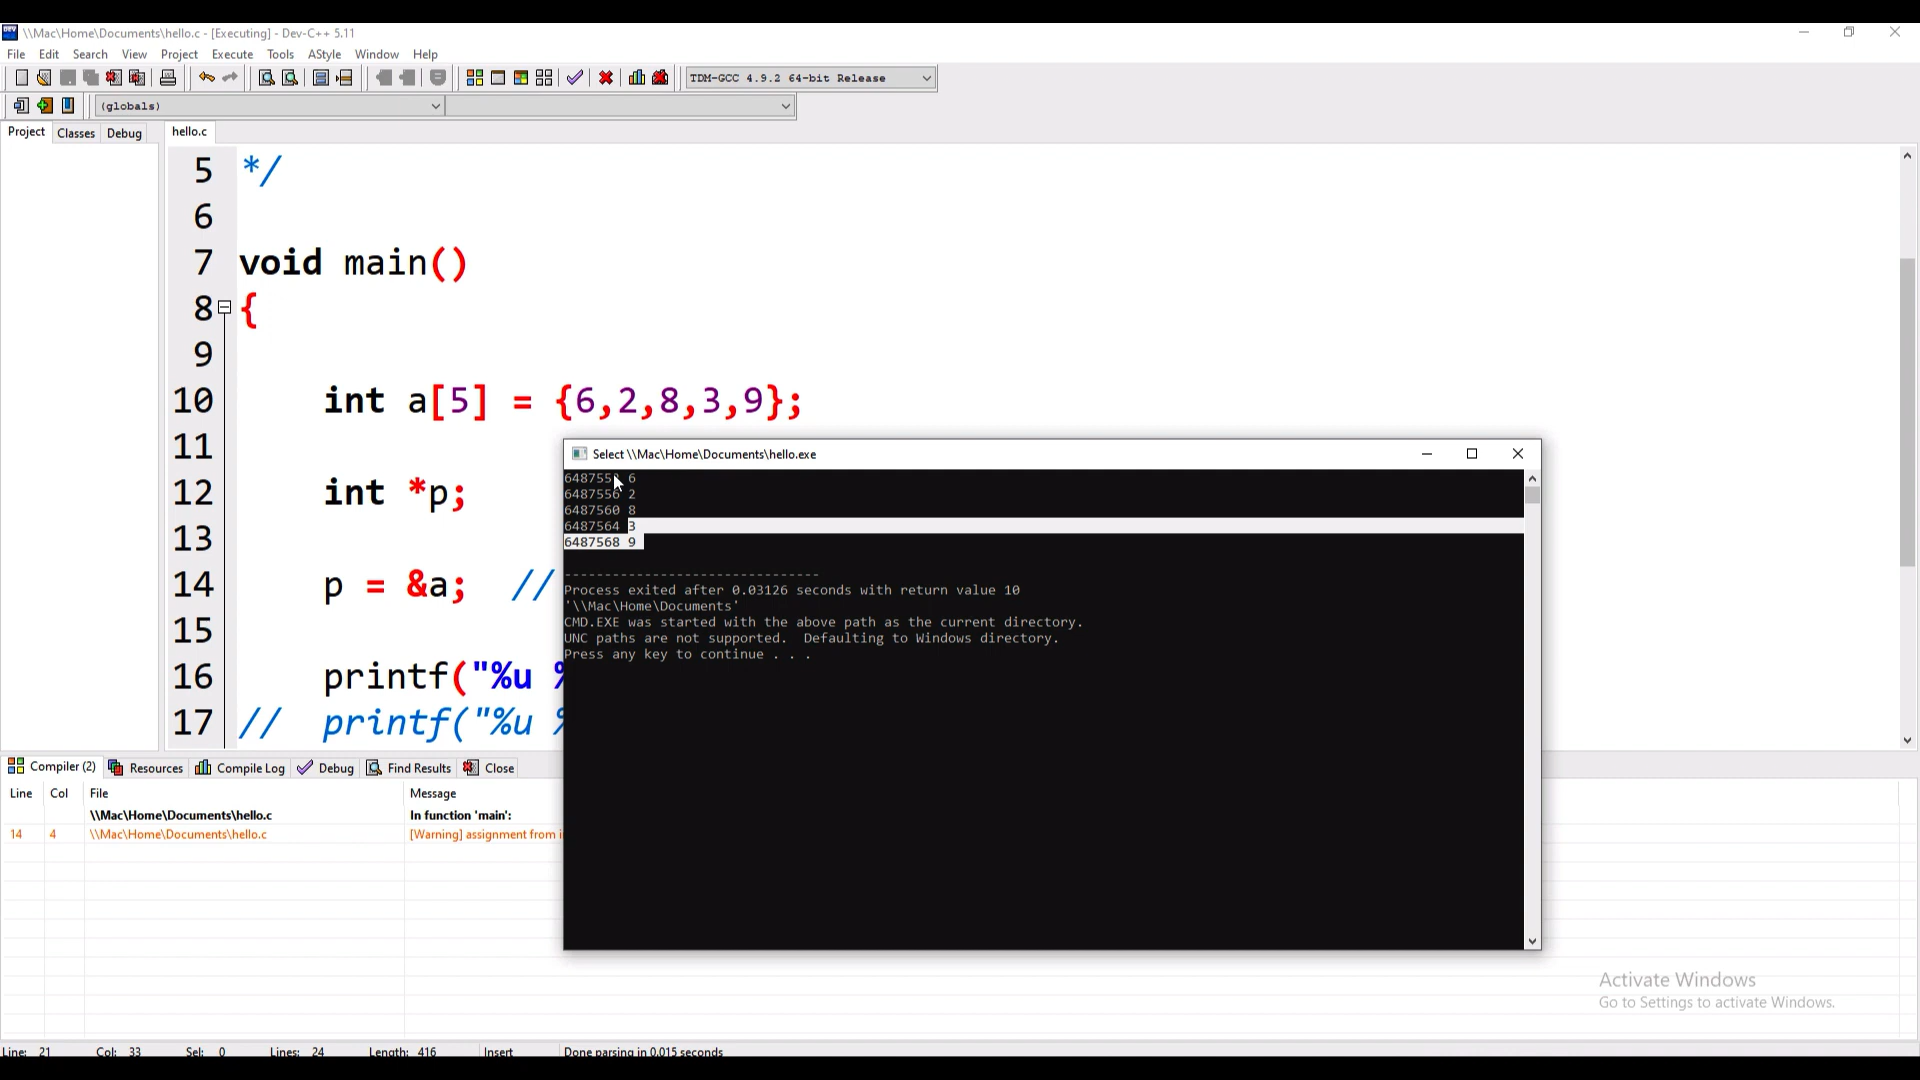 \\Mac\Home\Documents\hello.c - [Executing] - Dev-C++ 5.11
File Edit Search View Project Execute Tools AStyle Window Help
TDM-GCC 4.9.2 64-bit Release
(globals)
Project Classes Debug hello.c
5 */
6
7 void main()
8 {
9
10 int a[5] = {6,2,8,3,9};
11
12 int *p;
13
14 p = &a; //
15
16 printf("%u %
17 // printf("%u %
Select \\Mac\Home\Documents\hello.exe
648755 6
6487556 2
6487560 8
6487564 3
6487568 9
--------------------------------
Process exited after 0.03126 seconds with return value 10
'\\Mac\Home\Documents'
CMD.EXE was started with the above path as the current directory.
UNC paths are not supported.  Defaulting to Windows directory.
Press any key to continue . . .
Compiler (2) Resources Compile Log Debug Find Results Close
Line Col File Message
\\Mac\Home\Documents\hello.c In function 'main':
14 4 \\Mac\Home\Documents\hello.c [Warning] assignment from i
Activate Windows
Go to Settings to activate Windows.
Line: 21 Col: 33 Sel: 0 Lines: 24 Length: 416 Insert Done parsing in 0.015 seconds